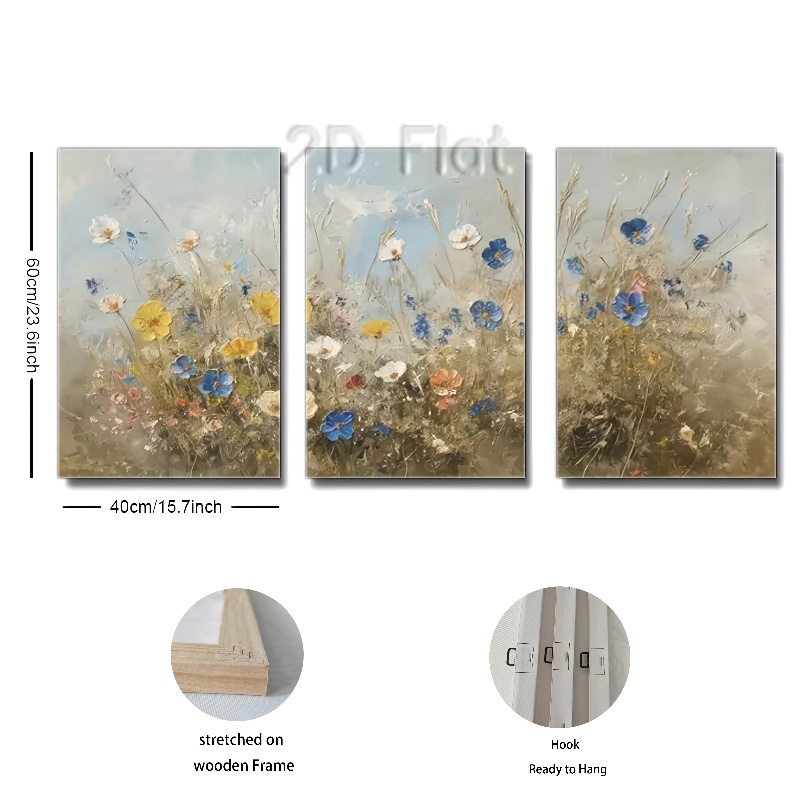 2D Flat
60cm/23.6inch
40cm/15.7inch
stretched on
wooden Frame
Hook
Ready to Hang